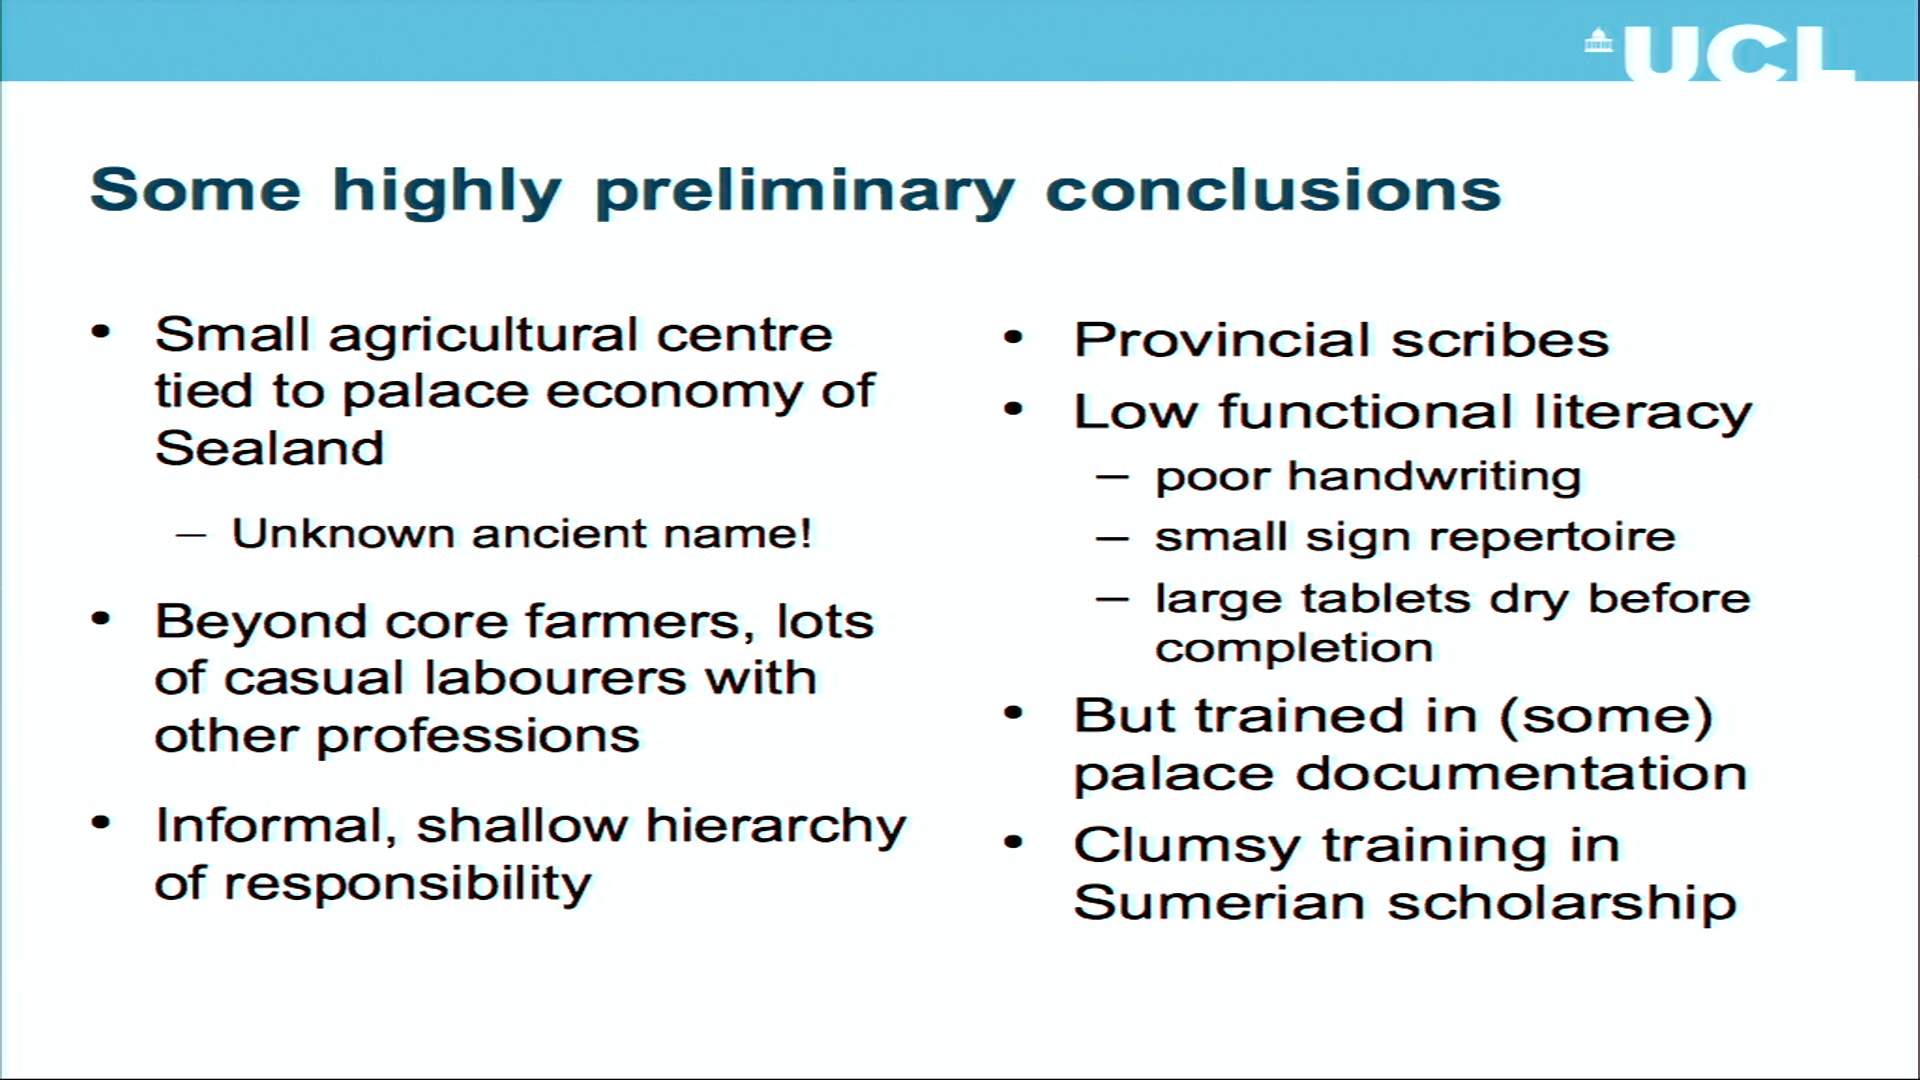 UCL
Some highly preliminary conclusions
• Small agricultural centre
tied to palace economy of
Sealand
– Unknown ancient name!
• Beyond core farmers, lots
of casual labourers with
other professions
• Informal, shallow hierarchy
of responsibility
• Provincial scribes
• Low functional literacy
– poor handwriting
– small sign repertoire
– large tablets dry before
completion
• But trained in (some)
palace documentation
• Clumsy training in
Sumerian scholarship